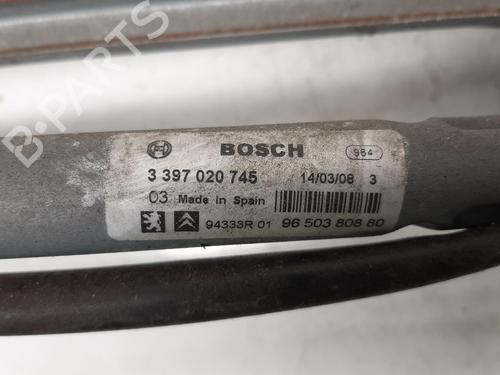 BOSCH
964
3 397 020 745
14/03/08 3
03 Made in Spain
94333R 01
96 503 808 80
B-PARTS